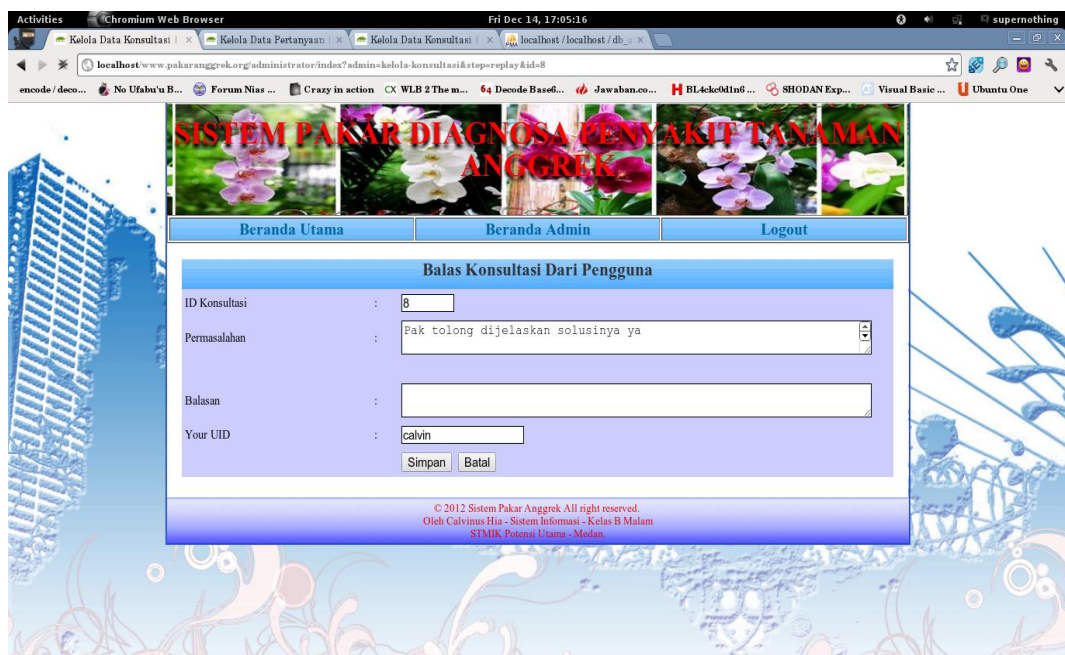 Activities Chromium Web Browser Fri Dec 14, 17:05:16 supernothing
Kelola Data Konsultasi | Kelola Data Pertanyaan | Kelola Data Konsultasi | localhost / localhost / db_s
localhost/www.pakaranggrek.org/administrator/index?admin=kelola-konsultasi&step=replay&id=8
encode / deco... No Ufabu'u B... Forum Nias ... Crazy in action CX WLB 2 The m... 64 Decode Base6... Jawaban.co... BL4ckc0d1n6 ... SHODAN Exp... Visual Basic ... Ubuntu One
SISTEM PAKAR DIAGNOSA PENYAKIT TANAMAN
ANGGREK
Beranda Utama Beranda Admin Logout
Balas Konsultasi Dari Pengguna
ID Konsultasi : 8
Permasalahan : Pak tolong dijelaskan solusinya ya
Balasan :
Your UID : calvin
Simpan Batal
© 2012 Sistem Pakar Anggrek All right reserved.
Oleh Calvinus Hia - Sistem Informasi - Kelas B Malam
STMIK Potensi Utama - Medan.